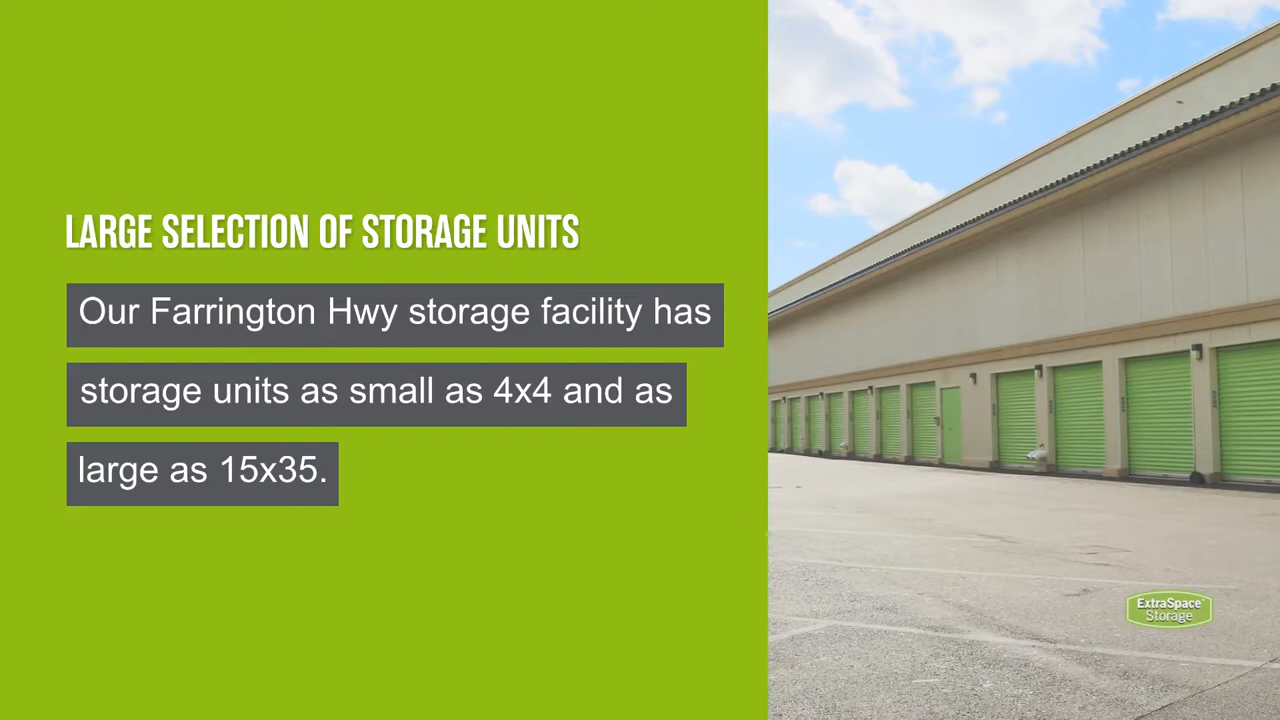 LARGE SELECTION OF STORAGE UNITS
Our Farrington Hwy storage facility has
storage units as small as 4x4 and as
large as 15x35.
ExtraSpace
Storage